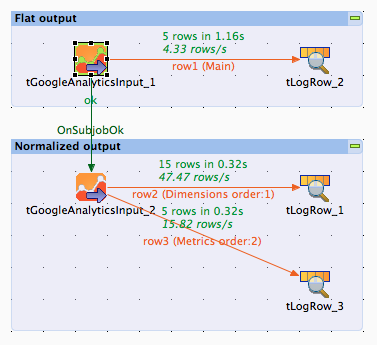 Flat output
5 rows in 1.16s
4.33 rows/s
row1 (Main)
tGoogleAnalyticsInput_1
tLogRow_2
ok
OnSubjobOk
Normalized output
15 rows in 0.32s
47.47 rows/s
row2 (Dimensions order:1)
tGoogleAnalyticsInput_2
tLogRow_1
5 rows in 0.32s
15.82 rows/s
row3 (Metrics order:2)
tLogRow_3